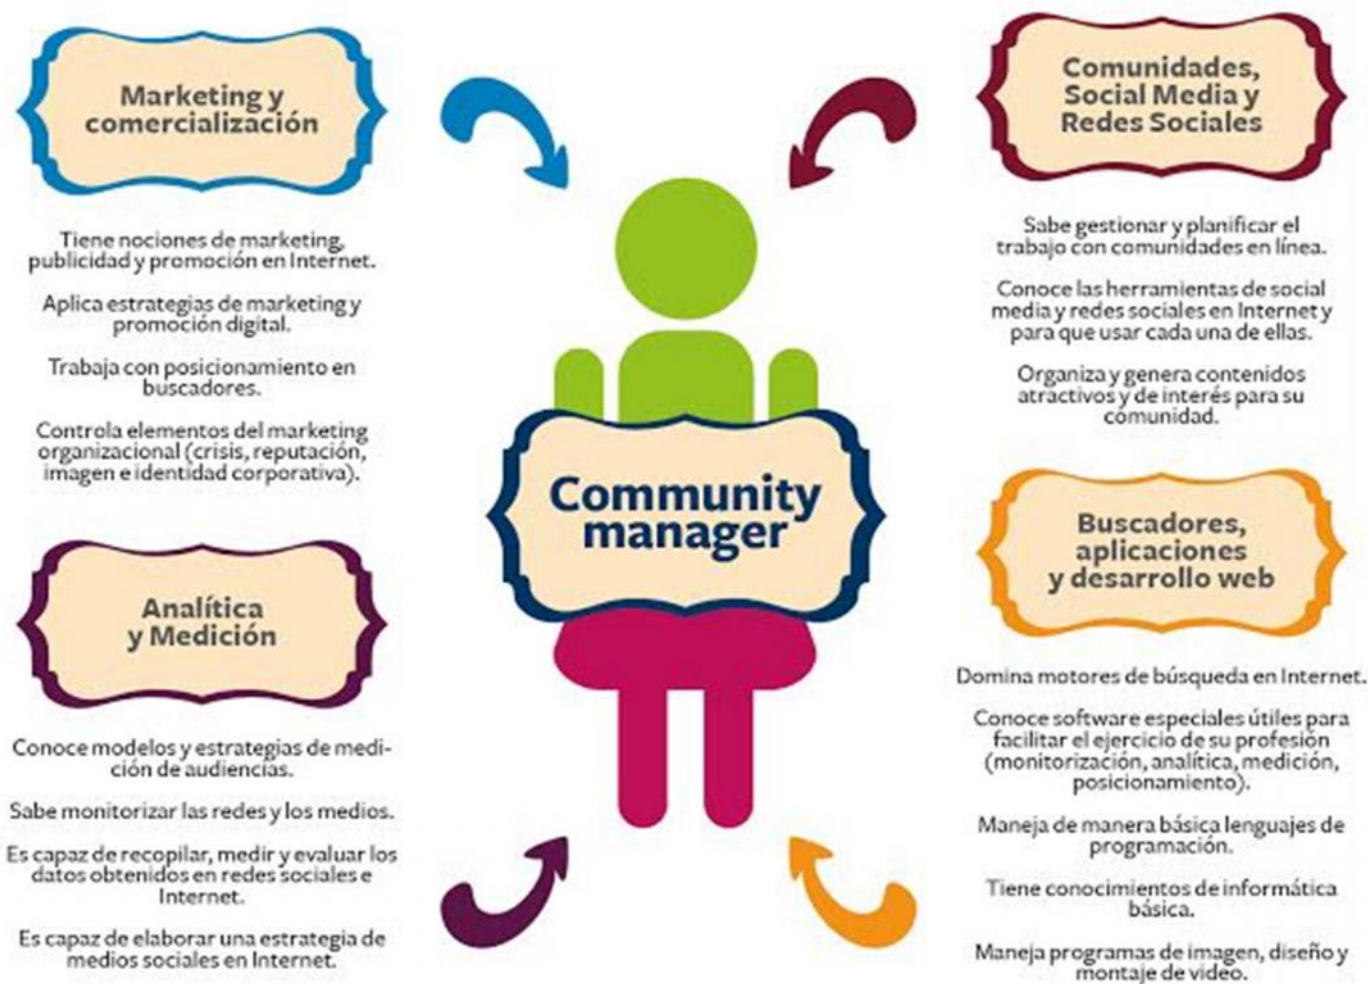 Marketing y
comercialización
Tiene nociones de marketing,
publicidad y promoción en Internet.
Aplica estrategias de marketing y
promoción digital.
Trabaja con posicionamiento en
buscadores.
Controla elementos del marketing
organizacional (crisis, reputación,
imagen e identidad corporativa).
Analítica
y Medición
Conoce modelos y estrategias de medi-
ción de audiencias.
Sabe monitorizar las redes y los medios.
Es capaz de recopilar, medir y evaluar los
datos obtenidos en redes sociales e
Internet.
Es capaz de elaborar una estrategia de
medios sociales en Internet.
Community
manager
Comunidades,
Social Media y
Redes Sociales
Sabe gestionar y planificar el
trabajo con comunidades en línea.
Conoce las herramientas de social
media y redes sociales en Internet y
para que usar cada una de ellas.
Organiza y genera contenidos
atractivos y de interés para su
comunidad.
Buscadores,
aplicaciones
y desarrollo web
Domina motores de búsqueda en Internet.
Conoce software especiales útiles para
facilitar el ejercicio de su profesión
(monitorización, analítica, medición,
posicionamiento).
Maneja de manera básica lenguajes de
programación.
Tiene conocimientos de informática
básica.
Maneja programas de imagen, diseño y
montaje de video.